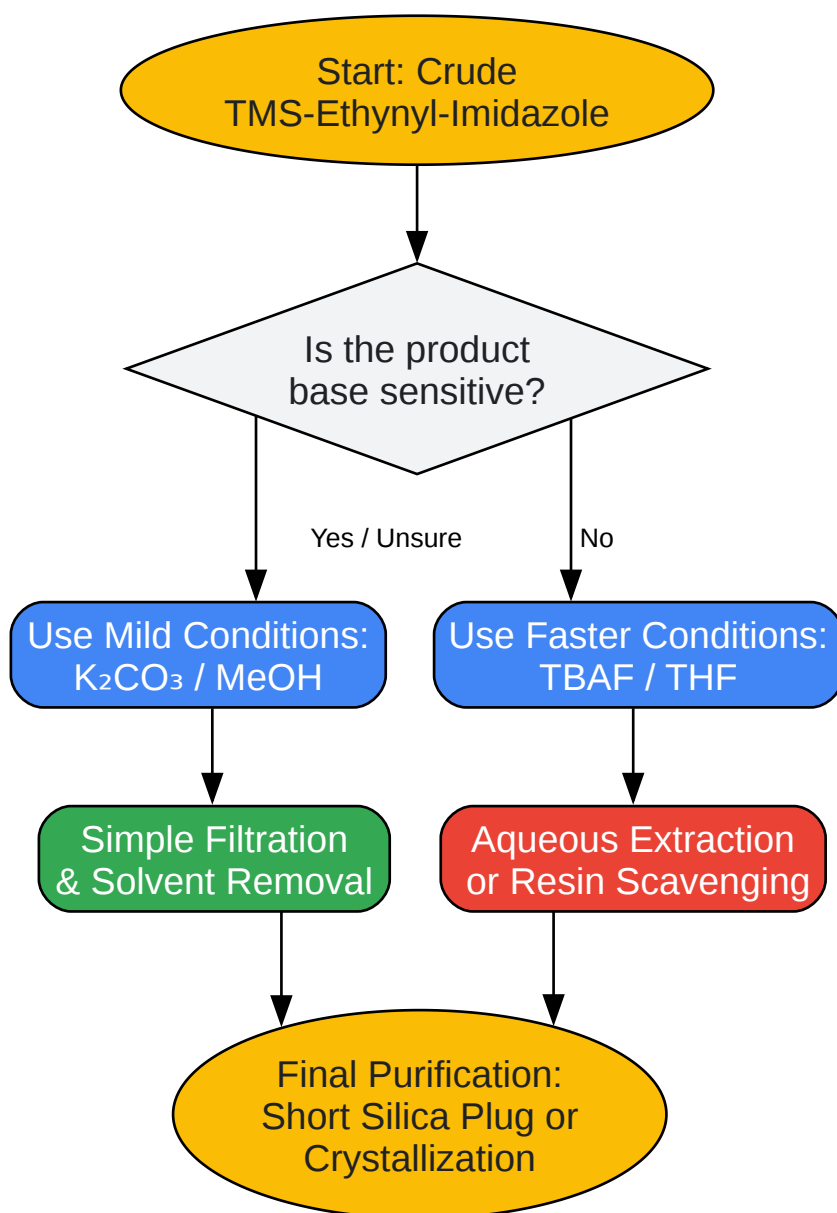 Start: Crude
TMS-Ethynyl-Imidazole
Is the product
base sensitive?
Yes / Unsure
No
Use Mild Conditions:
K₂CO₃ / MeOH
Use Faster Conditions:
TBAF / THF
Simple Filtration
& Solvent Removal
Aqueous Extraction
or Resin Scavenging
Final Purification:
Short Silica Plug or
Crystallization